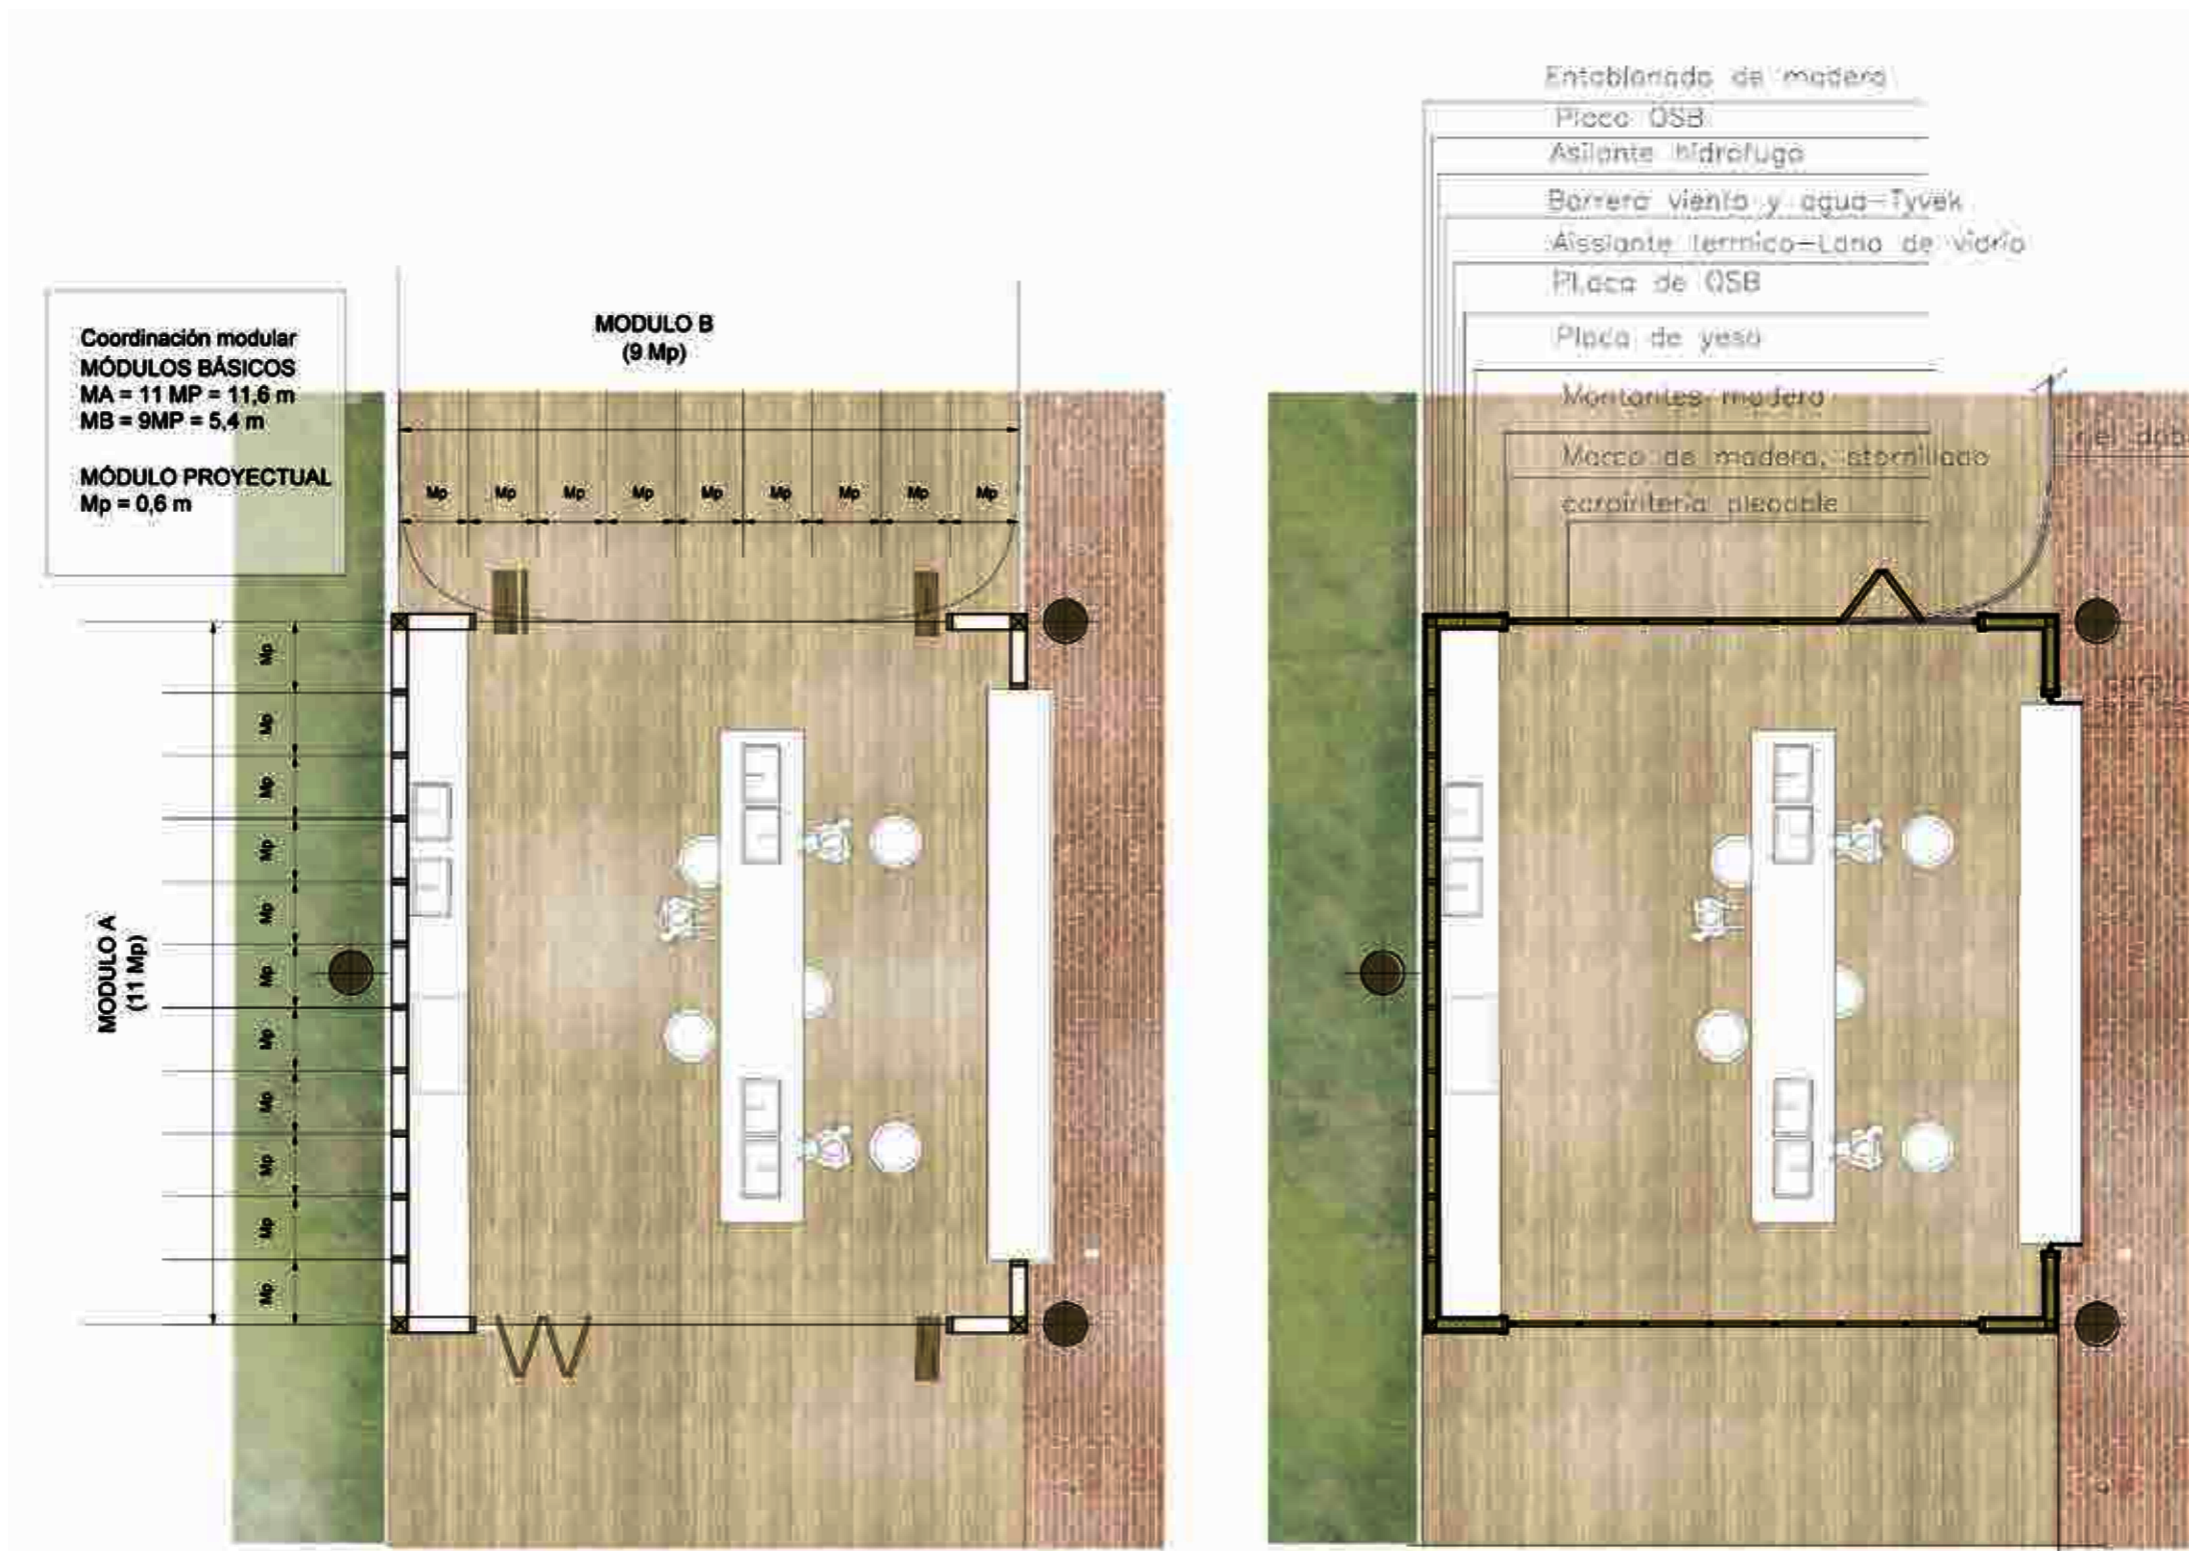 Coordinación modular
MÓDULOS BÁSICOS
MA = 11 MP = 11,6 m
MB = 9MP = 5,4 m
MÓDULO PROYECTUAL
Mp = 0,6 m
MODULO B
(9 Mp)
Mp Mp Mp Mp Mp Mp Mp Mp Mp
MODULO A
(11 Mp)
Mp
Mp
Mp
Mp
Mp
Mp
Mp
Mp
Mp
Mp
Mp
Entablonado de madera
Placa OSB
Asilante hidrofugo
Barrera viento y agua-Tyvek
Aisslante termico-Lana de vidrio
PLaca de OSB
Placa de yeso
Montantes madera
Marco de madera, atornillado
carpinteria plegable